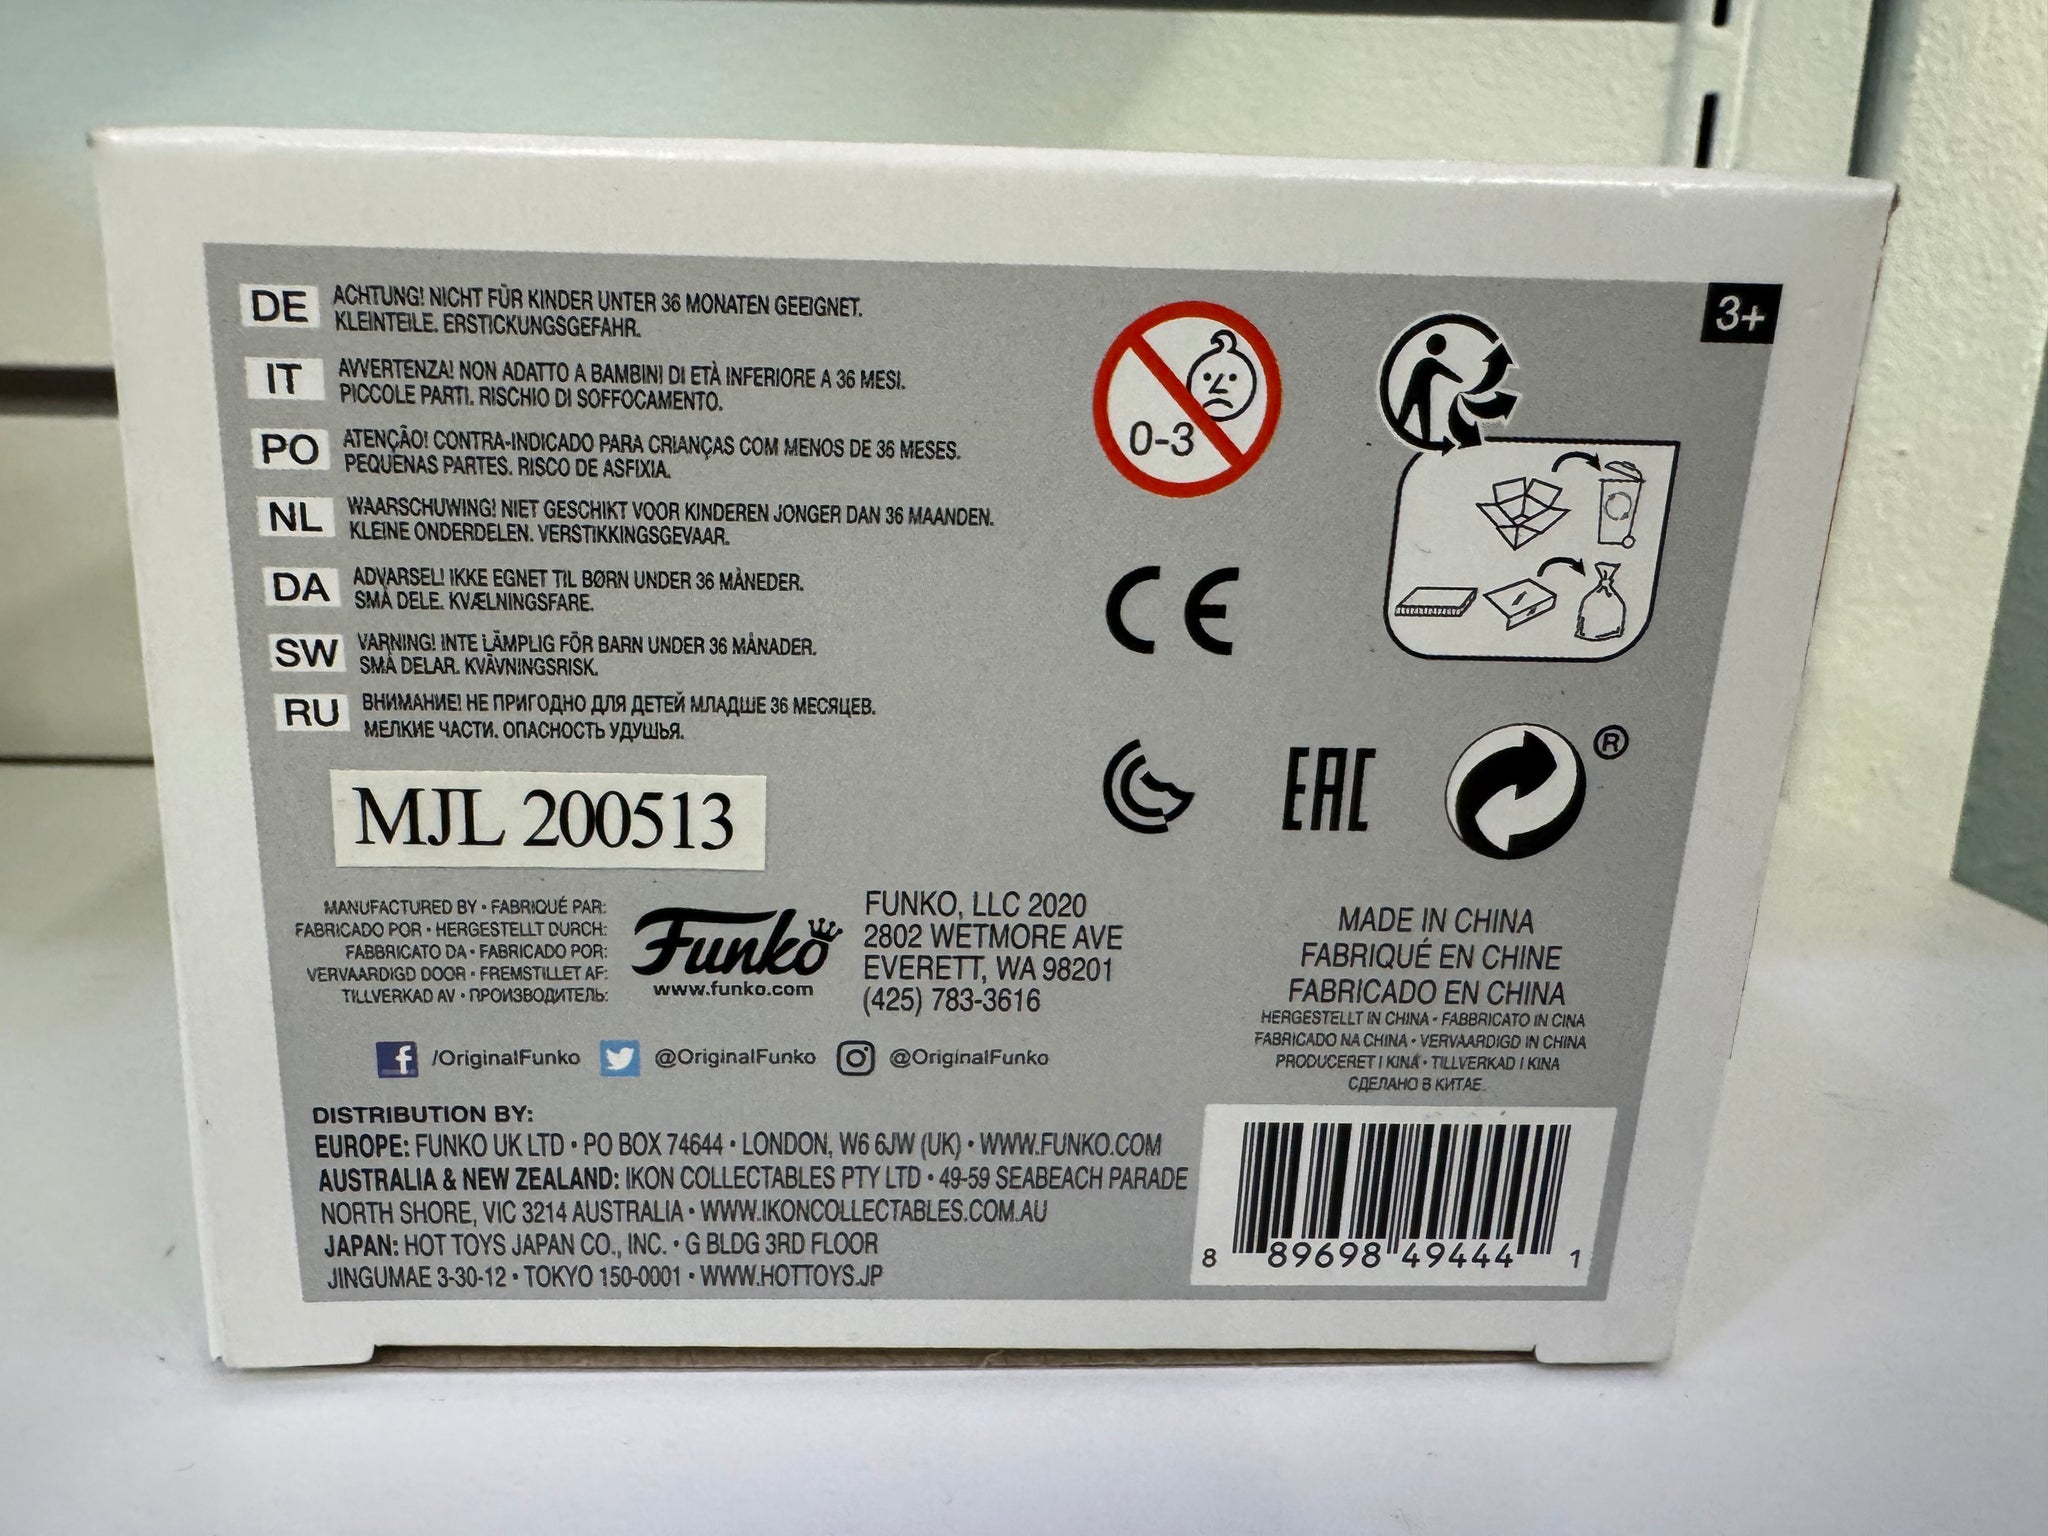 DE ACHTUNG! NICHT FÜR KINDER UNTER 36 MONATEN GEEIGNET.
KLEINTEILE. ERSTICKUNGSGEFAHR.
IT AVVERTENZA! NON ADATTO A BAMBINI DI ETÀ INFERIORE A 36 MESI.
PICCOLE PARTI. RISCHIO DI SOFFOCAMENTO.
PO ATENÇÃO! CONTRA-INDICADO PARA CRIANÇAS COM MENOS DE 36 MESES.
PEQUENAS PARTES. RISCO DE ASFIXIA.
NL WAARSCHUWING! NIET GESCHIKT VOOR KINDEREN JONGER DAN 36 MAANDEN.
KLEINE ONDERDELEN. VERSTIKKINGSGEVAAR.
DA ADVARSEL! IKKE EGNET TIL BØRN UNDER 36 MÅNEDER.
SMÅ DELE. KVÆLNINGSFARE.
SW VARNING! INTE LÄMPLIG FÖR BARN UNDER 36 MÅNADER.
SMÅ DELAR. KVÄVNINGSRISK.
RU ВНИМАНИЕ! НЕ ПРИГОДНО ДЛЯ ДЕТЕЙ МЛАДШЕ 36 МЕСЯЦЕВ.
МЕЛКИЕ ЧАСТИ. ОПАСНОСТЬ УДУШЬЯ.
0-3
3+
CE
EAC
®
MJL 200513
MANUFACTURED BY • FABRIQUÉ PAR:
FABRICADO POR • HERGESTELLT DURCH:
FABBRICATO DA • FABRICADO POR:
VERVAARDIGD DOOR • FREMSTILLET AF:
TILLVERKAD AV • ПРОИЗВОДИТЕЛЬ:
Funko
www.funko.com
FUNKO, LLC 2020
2802 WETMORE AVE
EVERETT, WA 98201
(425) 783-3616
MADE IN CHINA
FABRIQUÉ EN CHINE
FABRICADO EN CHINA
HERGESTELLT IN CHINA • FABBRICATO IN CINA
FABRICADO NA CHINA • VERVAARDIGD IN CHINA
PRODUCERET I KINA • TILLVERKAD I KINA
СДЕЛАНО В КИТАЕ
f /OriginalFunko @OriginalFunko @OriginalFunko
DISTRIBUTION BY:
EUROPE: FUNKO UK LTD • PO BOX 74644 • LONDON, W6 6JW (UK) • WWW.FUNKO.COM
AUSTRALIA & NEW ZEALAND: IKON COLLECTABLES PTY LTD • 49-59 SEABEACH PARADE
NORTH SHORE, VIC 3214 AUSTRALIA • WWW.IKONCOLLECTABLES.COM.AU
JAPAN: HOT TOYS JAPAN CO., INC. • G BLDG 3RD FLOOR
JINGUMAE 3-30-12 • TOKYO 150-0001 • WWW.HOTTOYS.JP
8 89698 49444 1